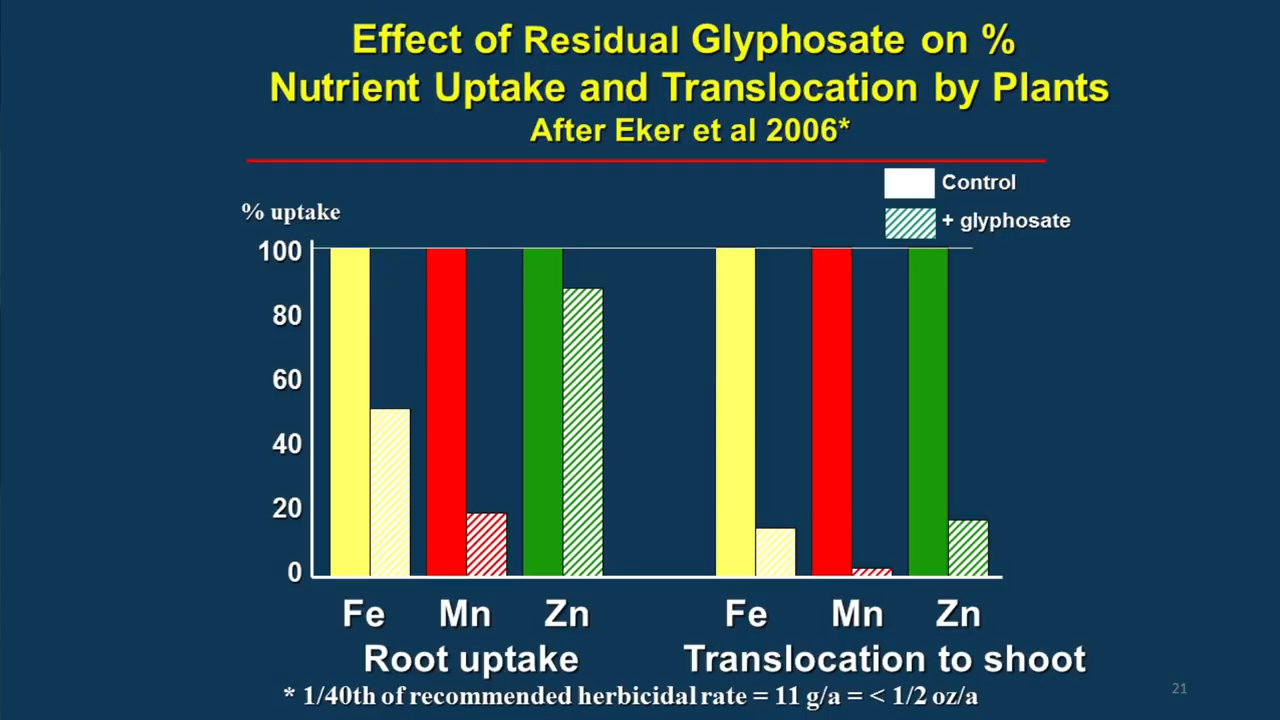 Effect of Residual Glyphosate on %
Nutrient Uptake and Translocation by Plants
After Eker et al 2006*
Control
+ glyphosate
% uptake
100
80
60
40
20
0
Fe Mn Zn Fe Mn Zn
Root uptake Translocation to shoot
* 1/40th of recommended herbicidal rate = 11 g/a = < 1/2 oz/a
21